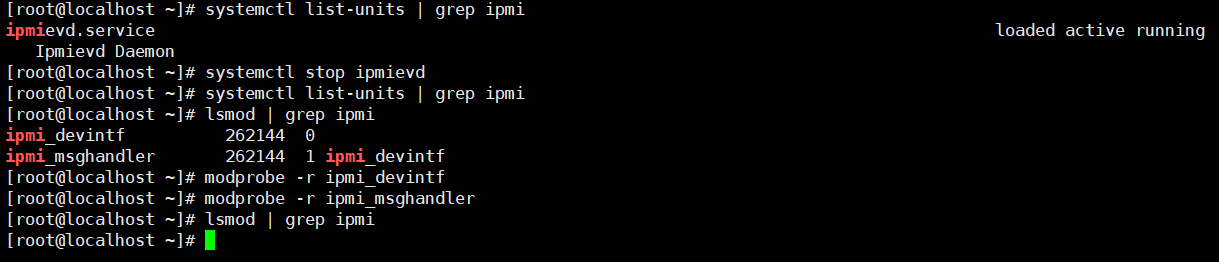 [root@localhost ~]# systemctl list-units | grep ipmi
ipmievd.service loaded active running
   Ipmievd Daemon
[root@localhost ~]# systemctl stop ipmievd
[root@localhost ~]# systemctl list-units | grep ipmi
[root@localhost ~]# lsmod | grep ipmi
ipmi_devintf          262144  0
ipmi_msghandler       262144  1 ipmi_devintf
[root@localhost ~]# modprobe -r ipmi_devintf
[root@localhost ~]# modprobe -r ipmi_msghandler
[root@localhost ~]# lsmod | grep ipmi
[root@localhost ~]#